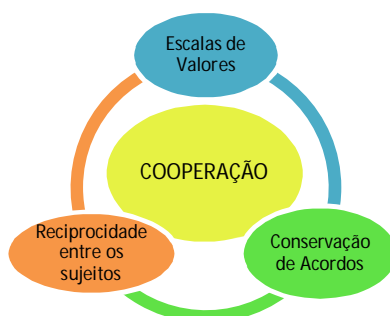 Escalas de
Valores
COOPERAÇÃO
Reciprocidade
entre os
sujeitos
Conservação
de Acordos